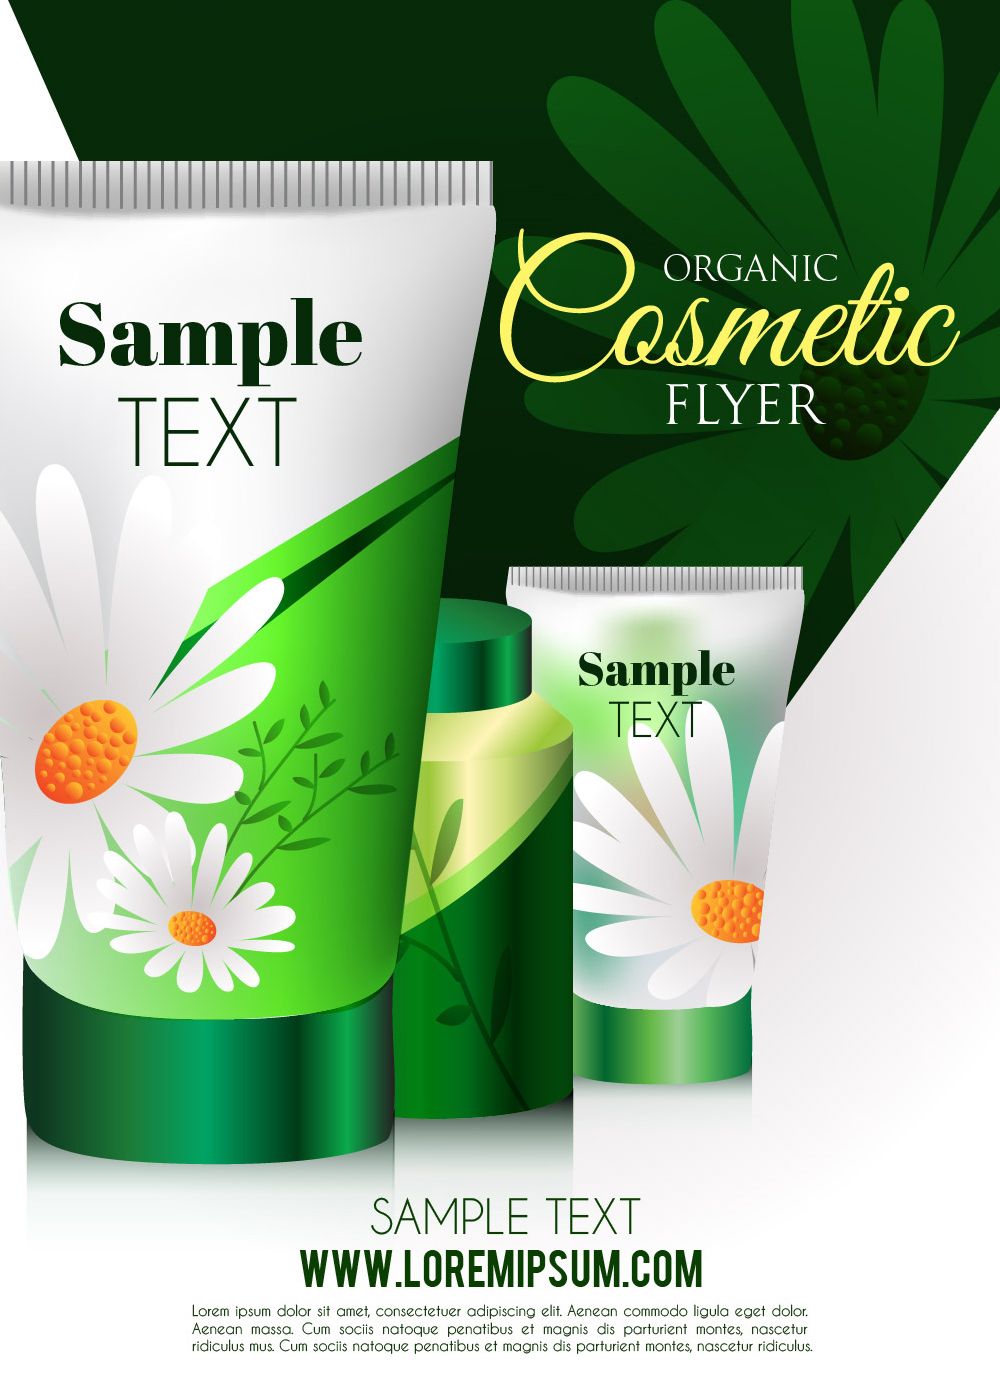 ORGANIC
Cosmetic
FLYER
Sample
TEXT
Sample
TEXT
SAMPLE TEXT
WWW.LOREMIPSUM.COM
Lorem ipsum dolor sit amet, consectetuer adipiscing elit. Aenean commodo ligula eget dolor.
Aenean massa. Cum sociis natoque penatibus et magnis dis parturient montes, nascetur
ridiculus mus. Cum sociis natoque penatibus et magnis dis parturient montes, nascetur ridiculus.